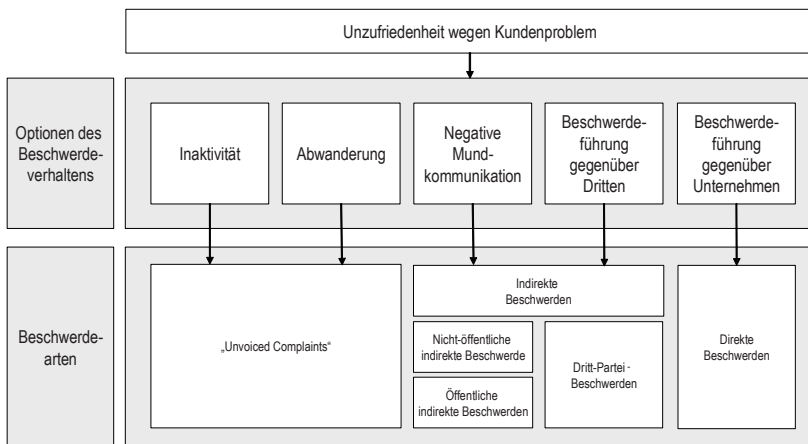 Unzufriedenheit wegen Kundenproblem
Optionen des
Beschwerde-
verhaltens
Inaktivität
Abwanderung
Negative
Mund-
kommunikation
Beschwerde-
führung
gegenüber
Dritten
Beschwerde-
führung
gegenüber
Unternehmen
Beschwerde-
arten
„Unvoiced Complaints“
Indirekte
Beschwerden
Nicht-öffentliche
indirekte Beschwerde
Öffentliche
indirekte Beschwerden
Dritt-Partei -
Beschwerden
Direkte
Beschwerden